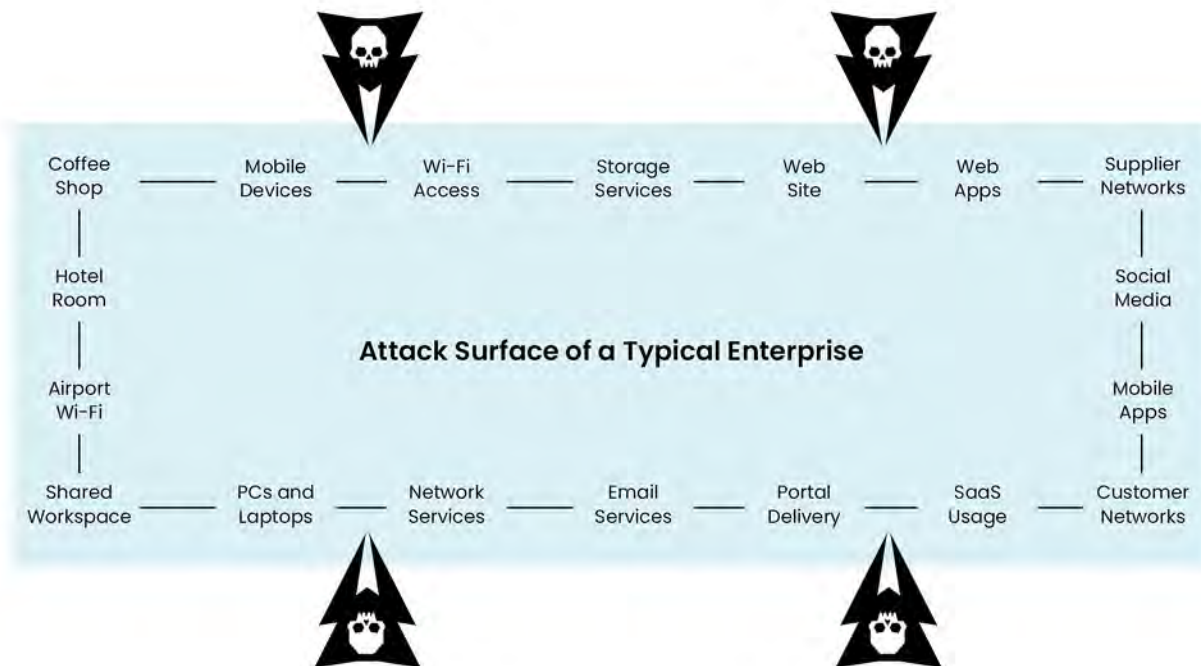 Coffee
Shop
Mobile
Devices
Wi-Fi
Access
Storage
Services
Web
Site
Web
Apps
Supplier
Networks
Hotel
Room
Social
Media
Attack Surface of a Typical Enterprise
Airport
Wi-Fi
Mobile
Apps
Shared
Workspace
PCs and
Laptops
Network
Services
Email
Services
Portal
Delivery
SaaS
Usage
Customer
Networks